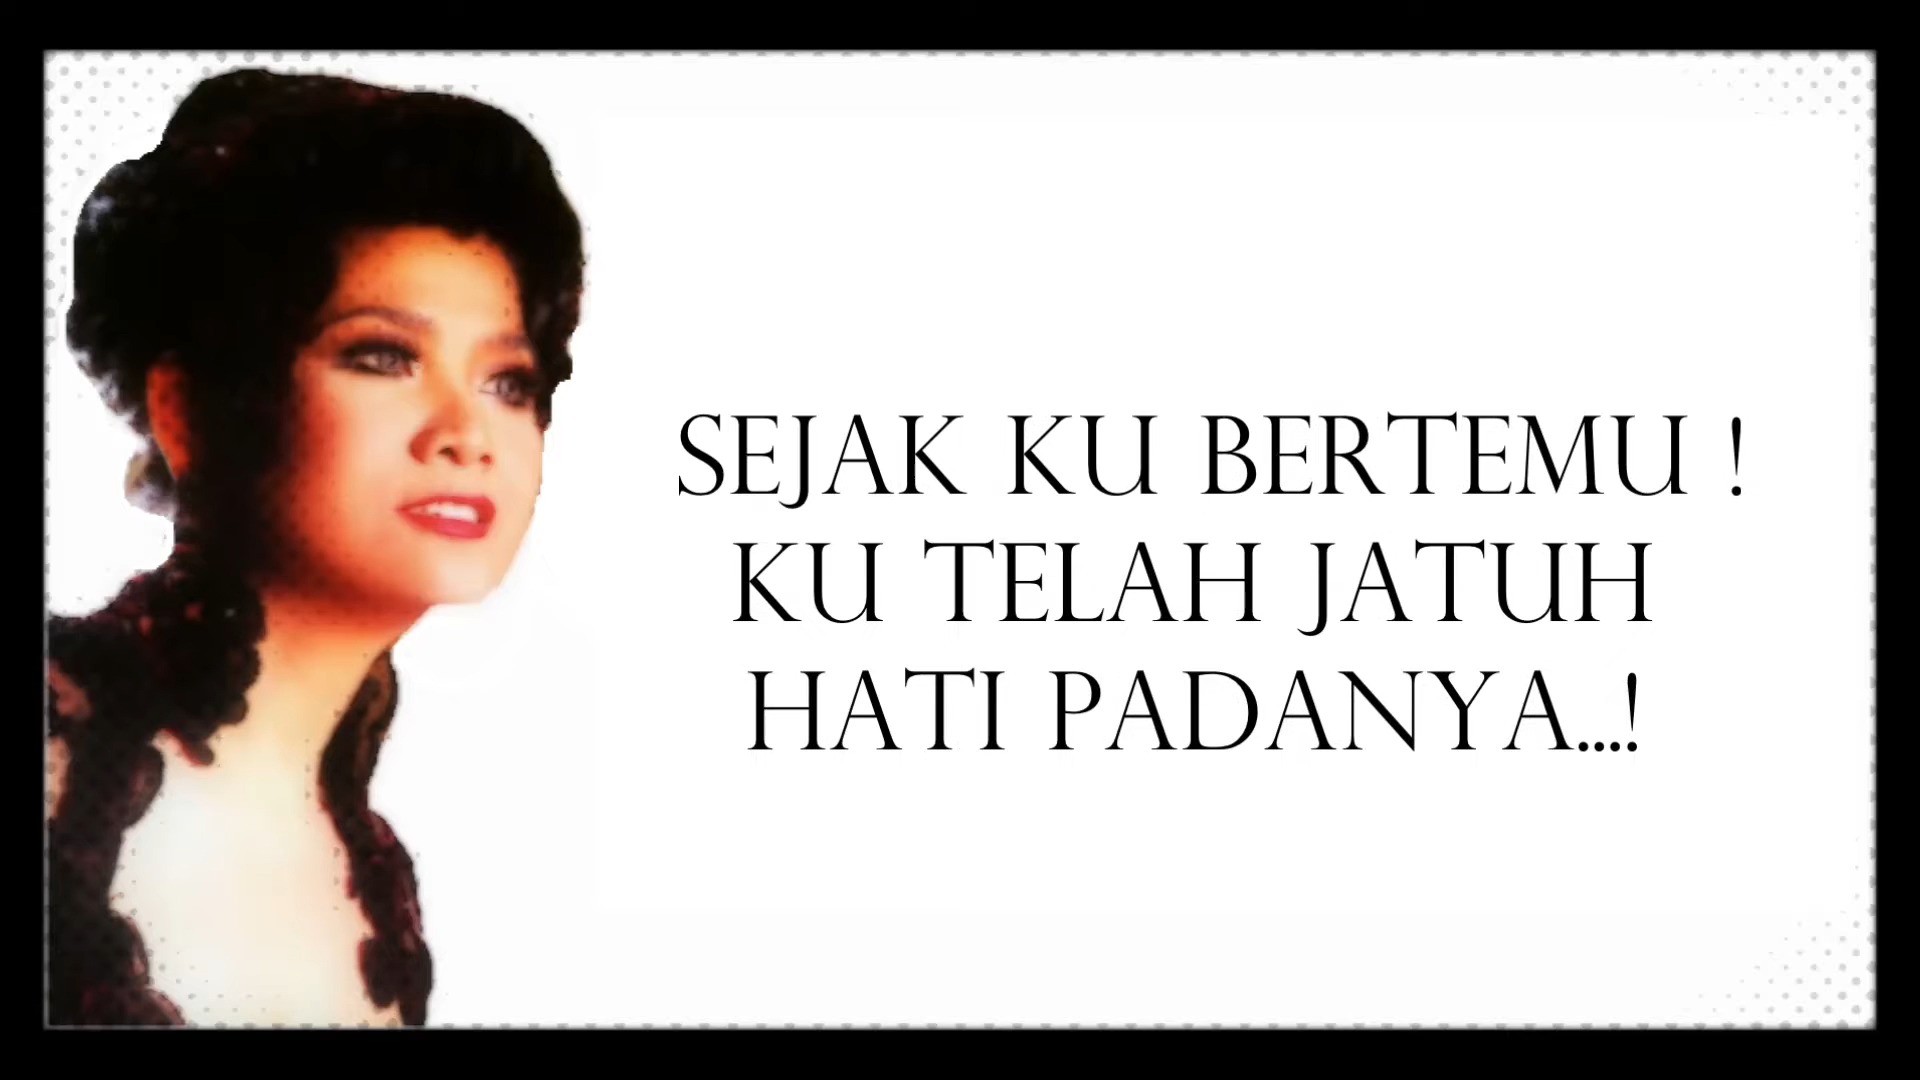 SEJAK KU BERTEMU !
KU TELAH JATUH
HATI PADANYA....!